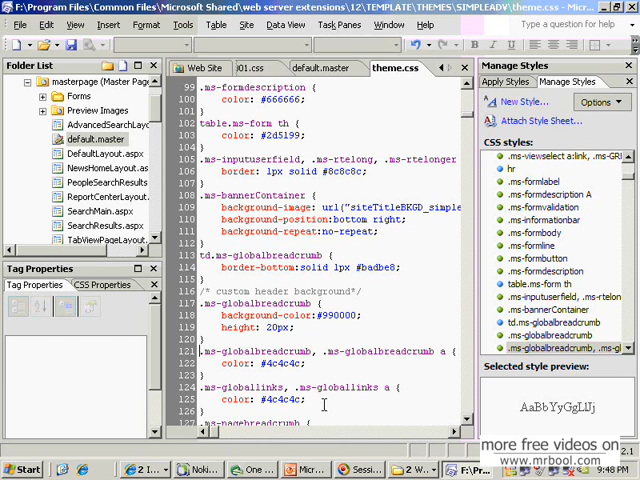 F:\Program Files\Common Files\Microsoft Shared\web server extensions\12\TEMPLATE\THEMES\SIMPLEADV\theme.css - Mic
File Edit View Insert Format Tools Table Site Data View Task Panes Window Help
Type a question for help
Folder List
masterpage (Master Page
Forms
Preview Images
AdvancedSearchLayo
default.master
DefaultLayout.aspx
NewsHomeLayout.asp
PeopleSearchResults
ReportCenterLayout.
SearchMain.aspx
SearchResults.aspx
TabViewPageLayout.
Tag Properties
Tag Properties CSS Properties
Web Site j01.css default.master theme.css
99 .ms-formdescription {
100 color: #666666;
101 }
102 table.ms-form th {
103 color: #2d5199;
104 }
105 .ms-inputuserfield, .ms-rtelong, .ms-rtelonger
106 border: 1px solid #8c8c8c;
107 }
108 .ms-bannerContainer {
109 background-image: url("siteTitleBKGD_simple
110 background-position:bottom right;
111 background-repeat:no-repeat;
112 }
113 td.ms-globalbreadcrumb {
114 border-bottom:solid 1px #badbe8;
115 }
116 /* custom header background*/
117 .ms-globalbreadcrumb {
118 background-color:#990000;
119 height: 20px;
120 }
121 .ms-globalbreadcrumb, .ms-globalbreadcrumb a {
122 color: #4c4c4c;
123 }
124 .ms-globallinks, .ms-globallinks a {
125 color: #4c4c4c;
126 }
127 .ms-pagebreadcrumb {
Manage Styles
Apply Styles Manage Styles
New Style...
Options
Attach Style Sheet...
CSS styles:
.ms-viewselect a:link, .ms-GRF
hr
.ms-formlabel
.ms-formdescription A
.ms-formvalidation
.ms-informationbar
.ms-formbody
.ms-formline
.ms-formbutton
.ms-formdescription
table.ms-form th
.ms-inputuserfield, .ms-rtelon
.ms-bannerContainer
td.ms-globalbreadcrumb
.ms-globalbreadcrumb
.ms-globalbreadcrumb, .ms-glo
Selected style preview:
AaBbYyGgLlJj
2.1
more free videos on
www.mrbool.com
Start
2 I...
Noki...
One ...
Micr...
Sessi...
2 W...
F:\Pr...
9:48 PM